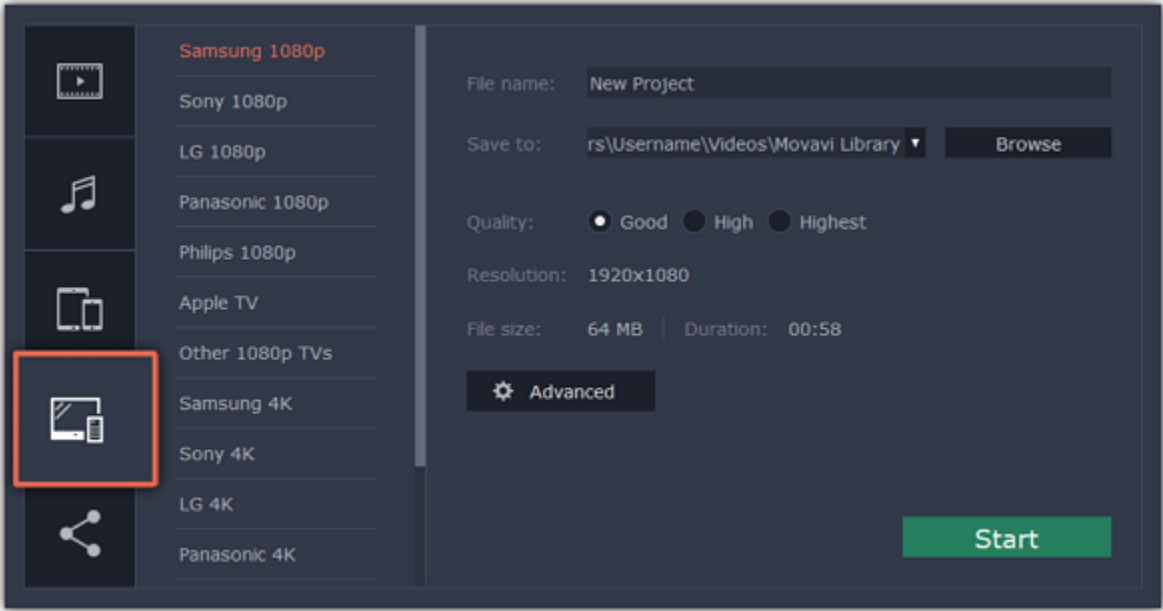 Samsung 1080p
Sony 1080p
LG 1080p
Panasonic 1080p
Philips 1080p
Apple TV
Other 1080p TVs
Samsung 4K
Sony 4K
LG 4K
Panasonic 4K
File name: New Project
Save to: rs\Username\Videos\Movavi Library Browse
Quality: Good High Highest
Resolution: 1920x1080
File size: 64 MB Duration: 00:58
Advanced
Start